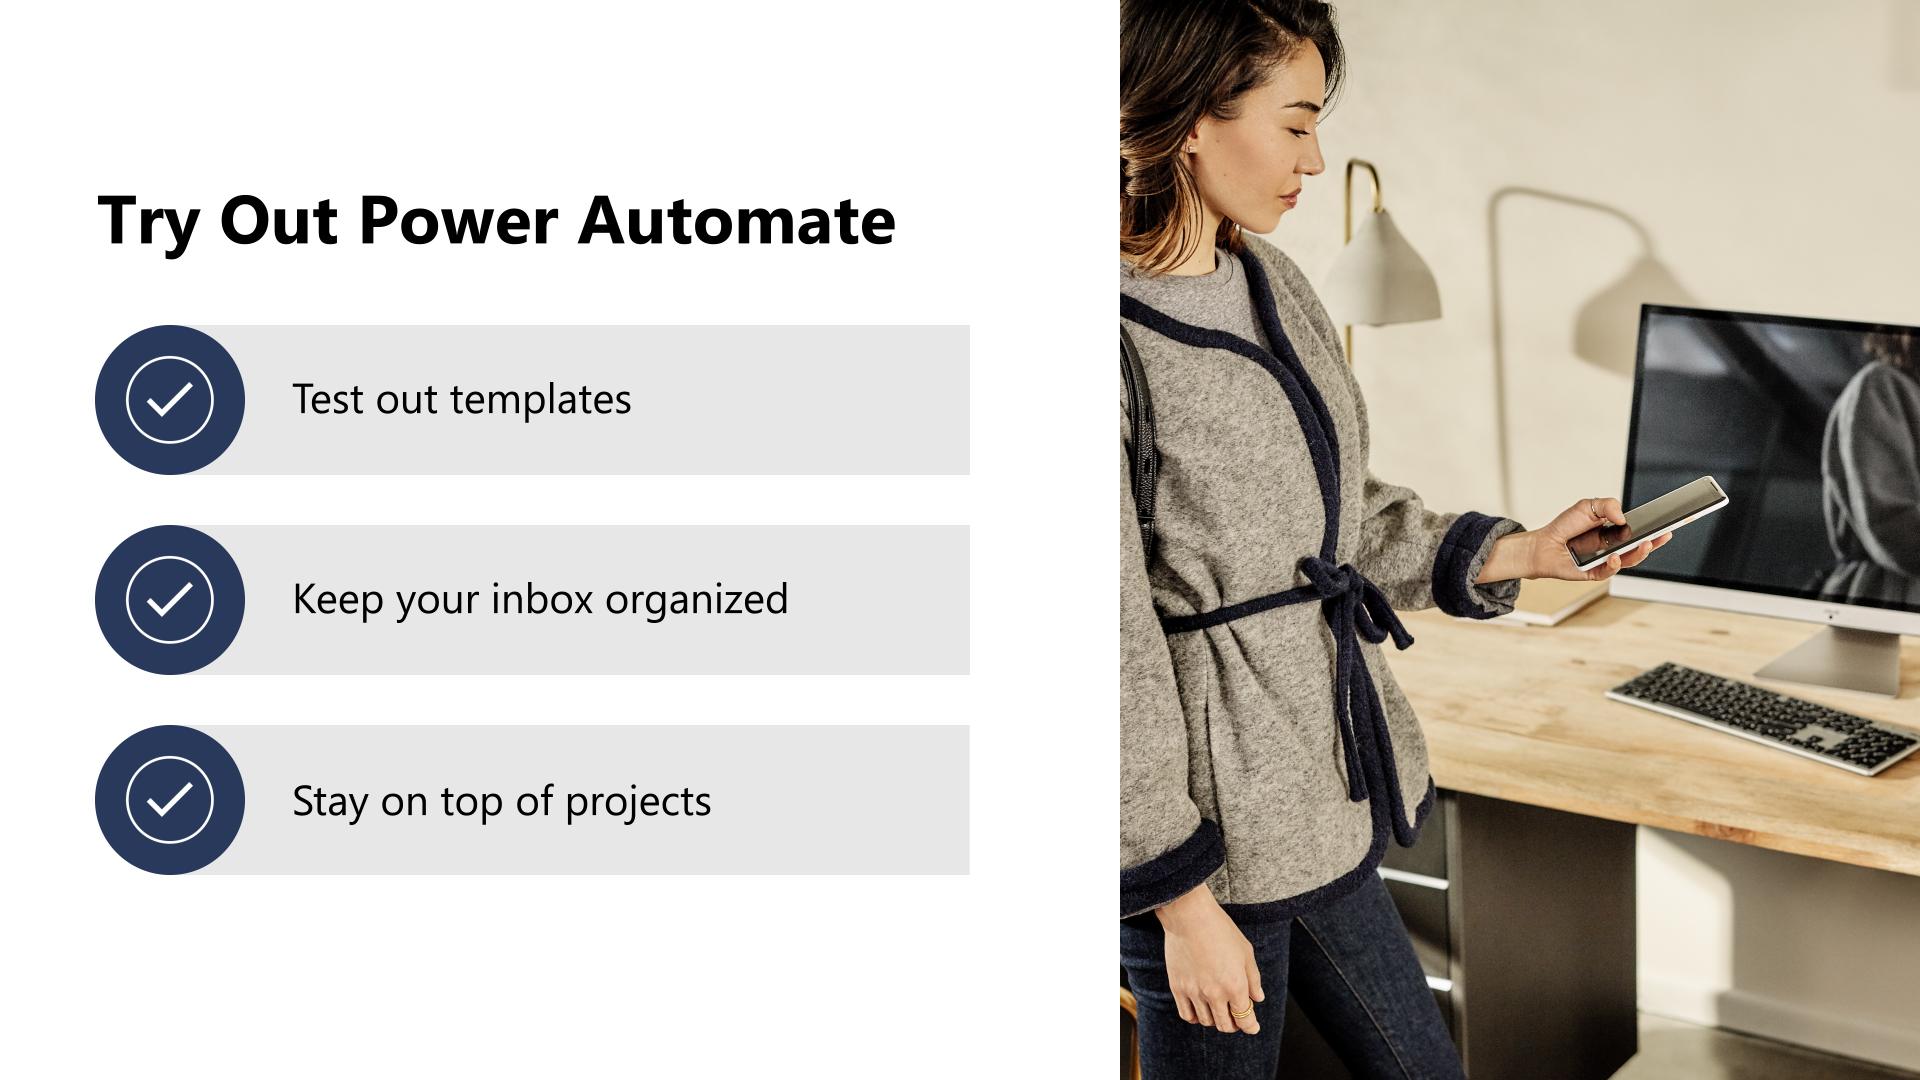 Try Out Power Automate
Test out templates
Keep your inbox organized
Stay on top of projects